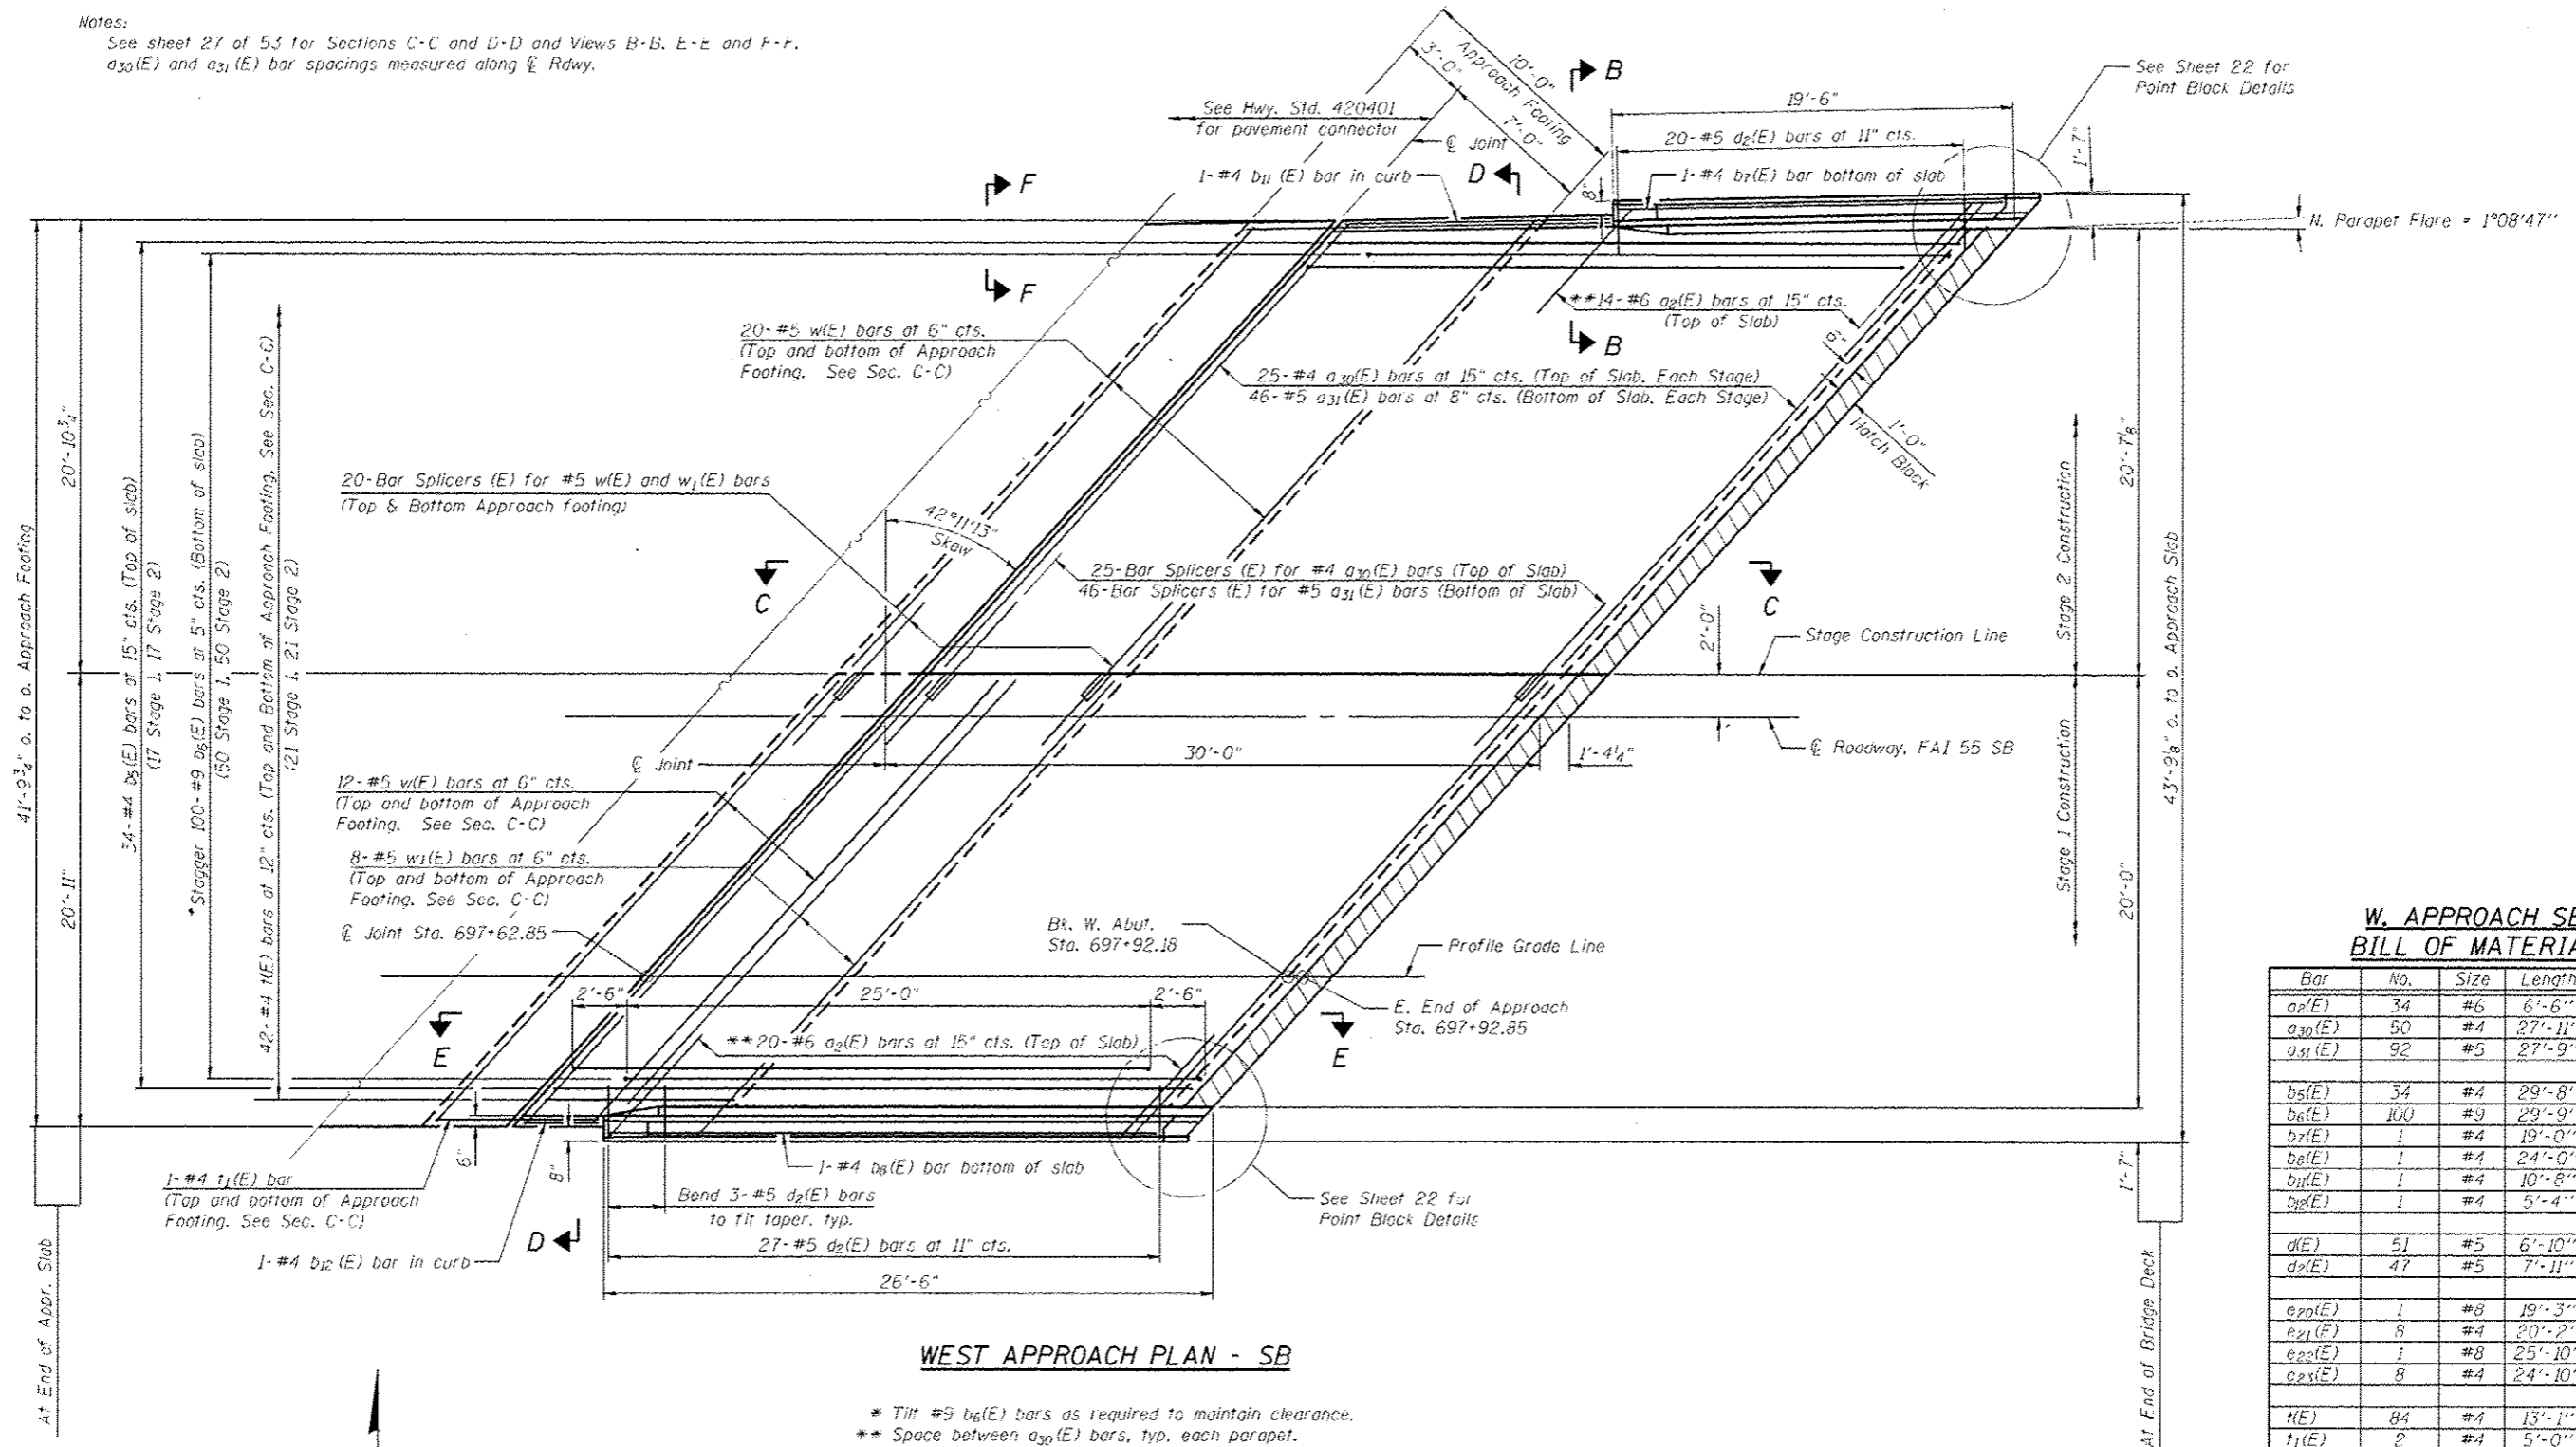 Notes:
See sheet 27 of 53 for Sections C-C and D-D and Views B-B, E-E and F-F.
a30(E) and a31(E) bar spacings measured along ℄ Rdwy.
10'-0"
Approach Footing
3'-0"
7'-0"
B
See Sheet 22 for
Point Block Details
See Hwy. Std. 420401
for pavement connector
19'-6"
20-#5 d2(E) bars at 11" cts.
℄ Joint
1'-7"
1-#4 b11(E) bar in curb
D
1-#4 b7(E) bar bottom of slab
F
8"
N. Parapet Flare = 1°08'47"
F
**14-#6 a2(E) bars at 15" cts.
(Top of Slab)
B
6"
20-#5 w(E) bars at 6" cts.
(Top and bottom of Approach
Footing. See Sec. C-C)
25-#4 a30(E) bars at 15" cts. (Top of Slab, Each Stage)
46-#5 a31(E) bars at 8" cts. (Bottom of Slab, Each Stage)
1'-0"
Hatch Block
41'-9¾" o. to o. Approach Footing
20'-10¾"
20'-11"
34-#4 b5(E) bars at 15" cts. (Top of slab)
(17 Stage 1, 17 Stage 2)
*Stagger 100-#9 b6(E) bars at 5" cts. (Bottom of slab)
(50 Stage 1, 50 Stage 2)
42-#4 t(E) bars at 12" cts. (Top and Bottom of Approach Footing, See Sec. C-C)
(21 Stage 1, 21 Stage 2)
20-Bar Splicers (E) for #5 w(E) and w1(E) bars
(Top & Bottom Approach footing)
42°11'13"
Skew
C
25-Bar Splicers (E) for #4 a30(E) bars (Top of Slab)
46-Bar Splicers (E) for #5 a31(E) bars (Bottom of Slab)
C
2'-0"
Stage Construction Line
Stage 2 Construction
Stage 1 Construction
20'-7⅛"
20'-0"
43'-9⅛" o. to o. Approach Slab
℄ Joint
30'-0"
1'-4¼"
℄ Roadway, FAI 55 SB
12-#5 w(E) bars at 6" cts.
(Top and bottom of Approach
Footing. See Sec. C-C)
8-#5 w1(E) bars at 6" cts.
(Top and bottom of Approach
Footing. See Sec. C-C)
℄ Joint Sta. 697+62.85
Bk. W. Abut.
Sta. 697+92.18
Profile Grade Line
2'-6"
25'-0"
2'-6"
E. End of Approach
Sta. 697+92.85
E
E
**20-#6 a2(E) bars at 15" cts. (Top of Slab)
6"
8"
1-#4 b8(E) bar bottom of slab
1-#4 t1(E) bar
(Top and bottom of Approach
Footing. See Sec. C-C)
Bend 3-#5 d2(E) bars
to fit taper, typ.
See Sheet 22 for
Point Block Details
1'-7"
1-#4 b12(E) bar in curb
D
27-#5 d2(E) bars at 11" cts.
26'-6"
At End of Appr. Slab
At End of Bridge Deck
WEST APPROACH PLAN - SB
* Tilt #9 b6(E) bars as required to maintain clearance.
** Space between a30(E) bars, typ. each parapet.
W. APPROACH SB
BILL OF MATERIA
Bar No. Size Length
a2(E) 34 #6 6'-6"
a30(E) 50 #4 27'-11"
a31(E) 92 #5 27'-9"
b5(E) 34 #4 29'-8"
b6(E) 100 #9 29'-9"
b7(E) 1 #4 19'-0"
b8(E) 1 #4 24'-0"
b11(E) 1 #4 10'-8"
b12(E) 1 #4 5'-4"
d(E) 51 #5 6'-10"
d2(E) 47 #5 7'-11"
e20(E) 1 #8 19'-3"
e21(E) 8 #4 20'-2"
e22(E) 1 #8 25'-10"
e23(E) 8 #4 24'-10"
t(E) 84 #4 13'-1"
t1(E) 2 #4 5'-0"